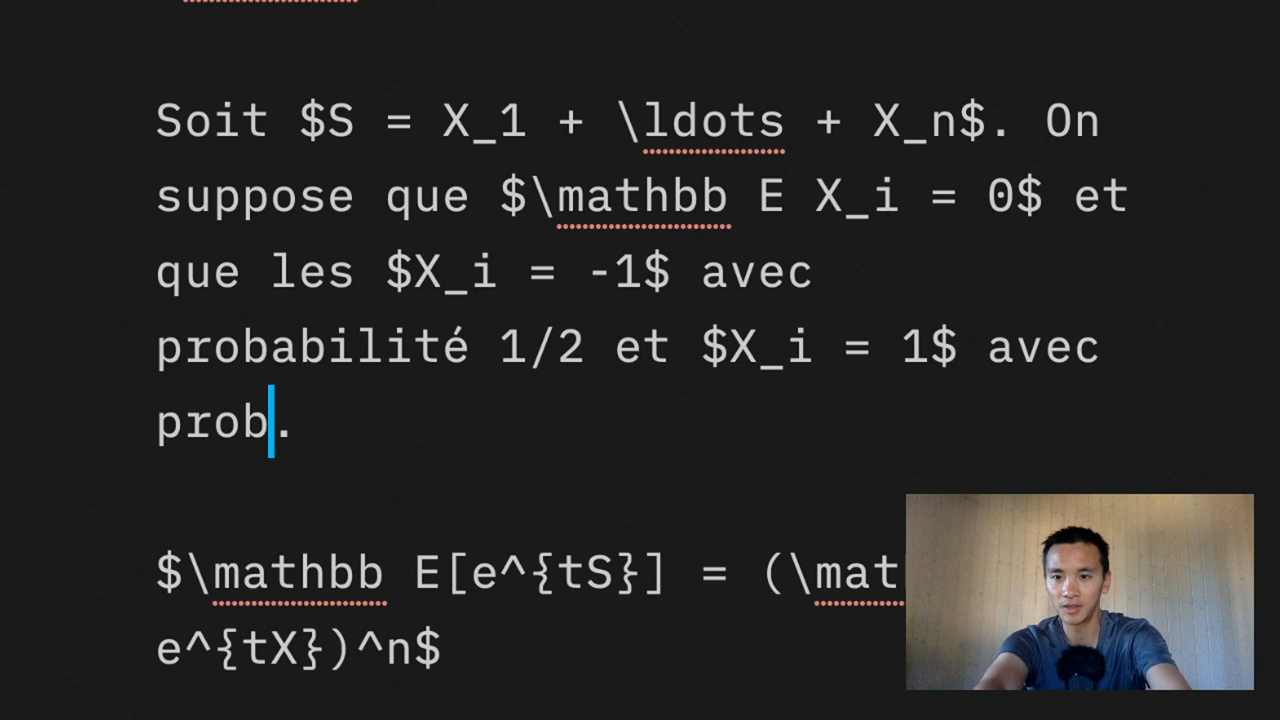 Soit $S = X_1 + \ldots + X_n$. On
suppose que $\mathbb E X_i = 0$ et
que les $X_i = -1$ avec
probabilité 1/2 et $X_i = 1$ avec
prob.
$\mathbb E[e^{tS}] = (\mat
e^{tX})^n$